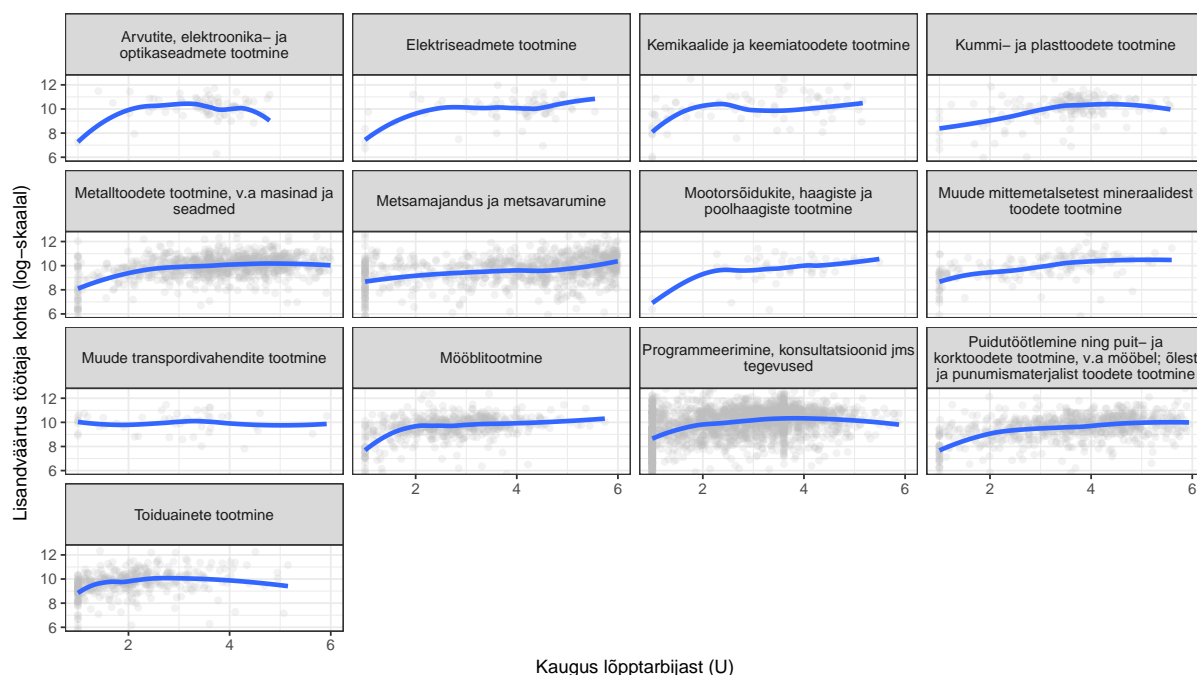 Arvutite, elektroonika− ja
optikaseadmete tootmine
Elektriseadmete tootmine
Kemikaalide ja keemiatoodete tootmine
Kummi− ja plasttoodete tootmine
12
10
8
6
Metalltoodete tootmine, v.a masinad ja
seadmed
Metsamajandus ja metsavarumine
Mootorsõidukite, haagiste ja
poolhaagiste tootmine
Muude mittemetalsetest mineraalidest
toodete tootmine
12
10
8
6
Muude transpordivahendite tootmine
Mööblitootmine
Programmeerimine, konsultatsioonid jms
tegevused
Puidutöötlemine ning puit− ja
korktoodete tootmine, v.a mööbel; õlest
ja punumismaterjalist toodete tootmine
12
10
8
6
2 4 6
2 4 6
2 4 6
Toiduainete tootmine
12
10
8
6
2 4 6
Lisandväärtus töötaja kohta (log−skaalal)
Kaugus lõpptarbijast (U)